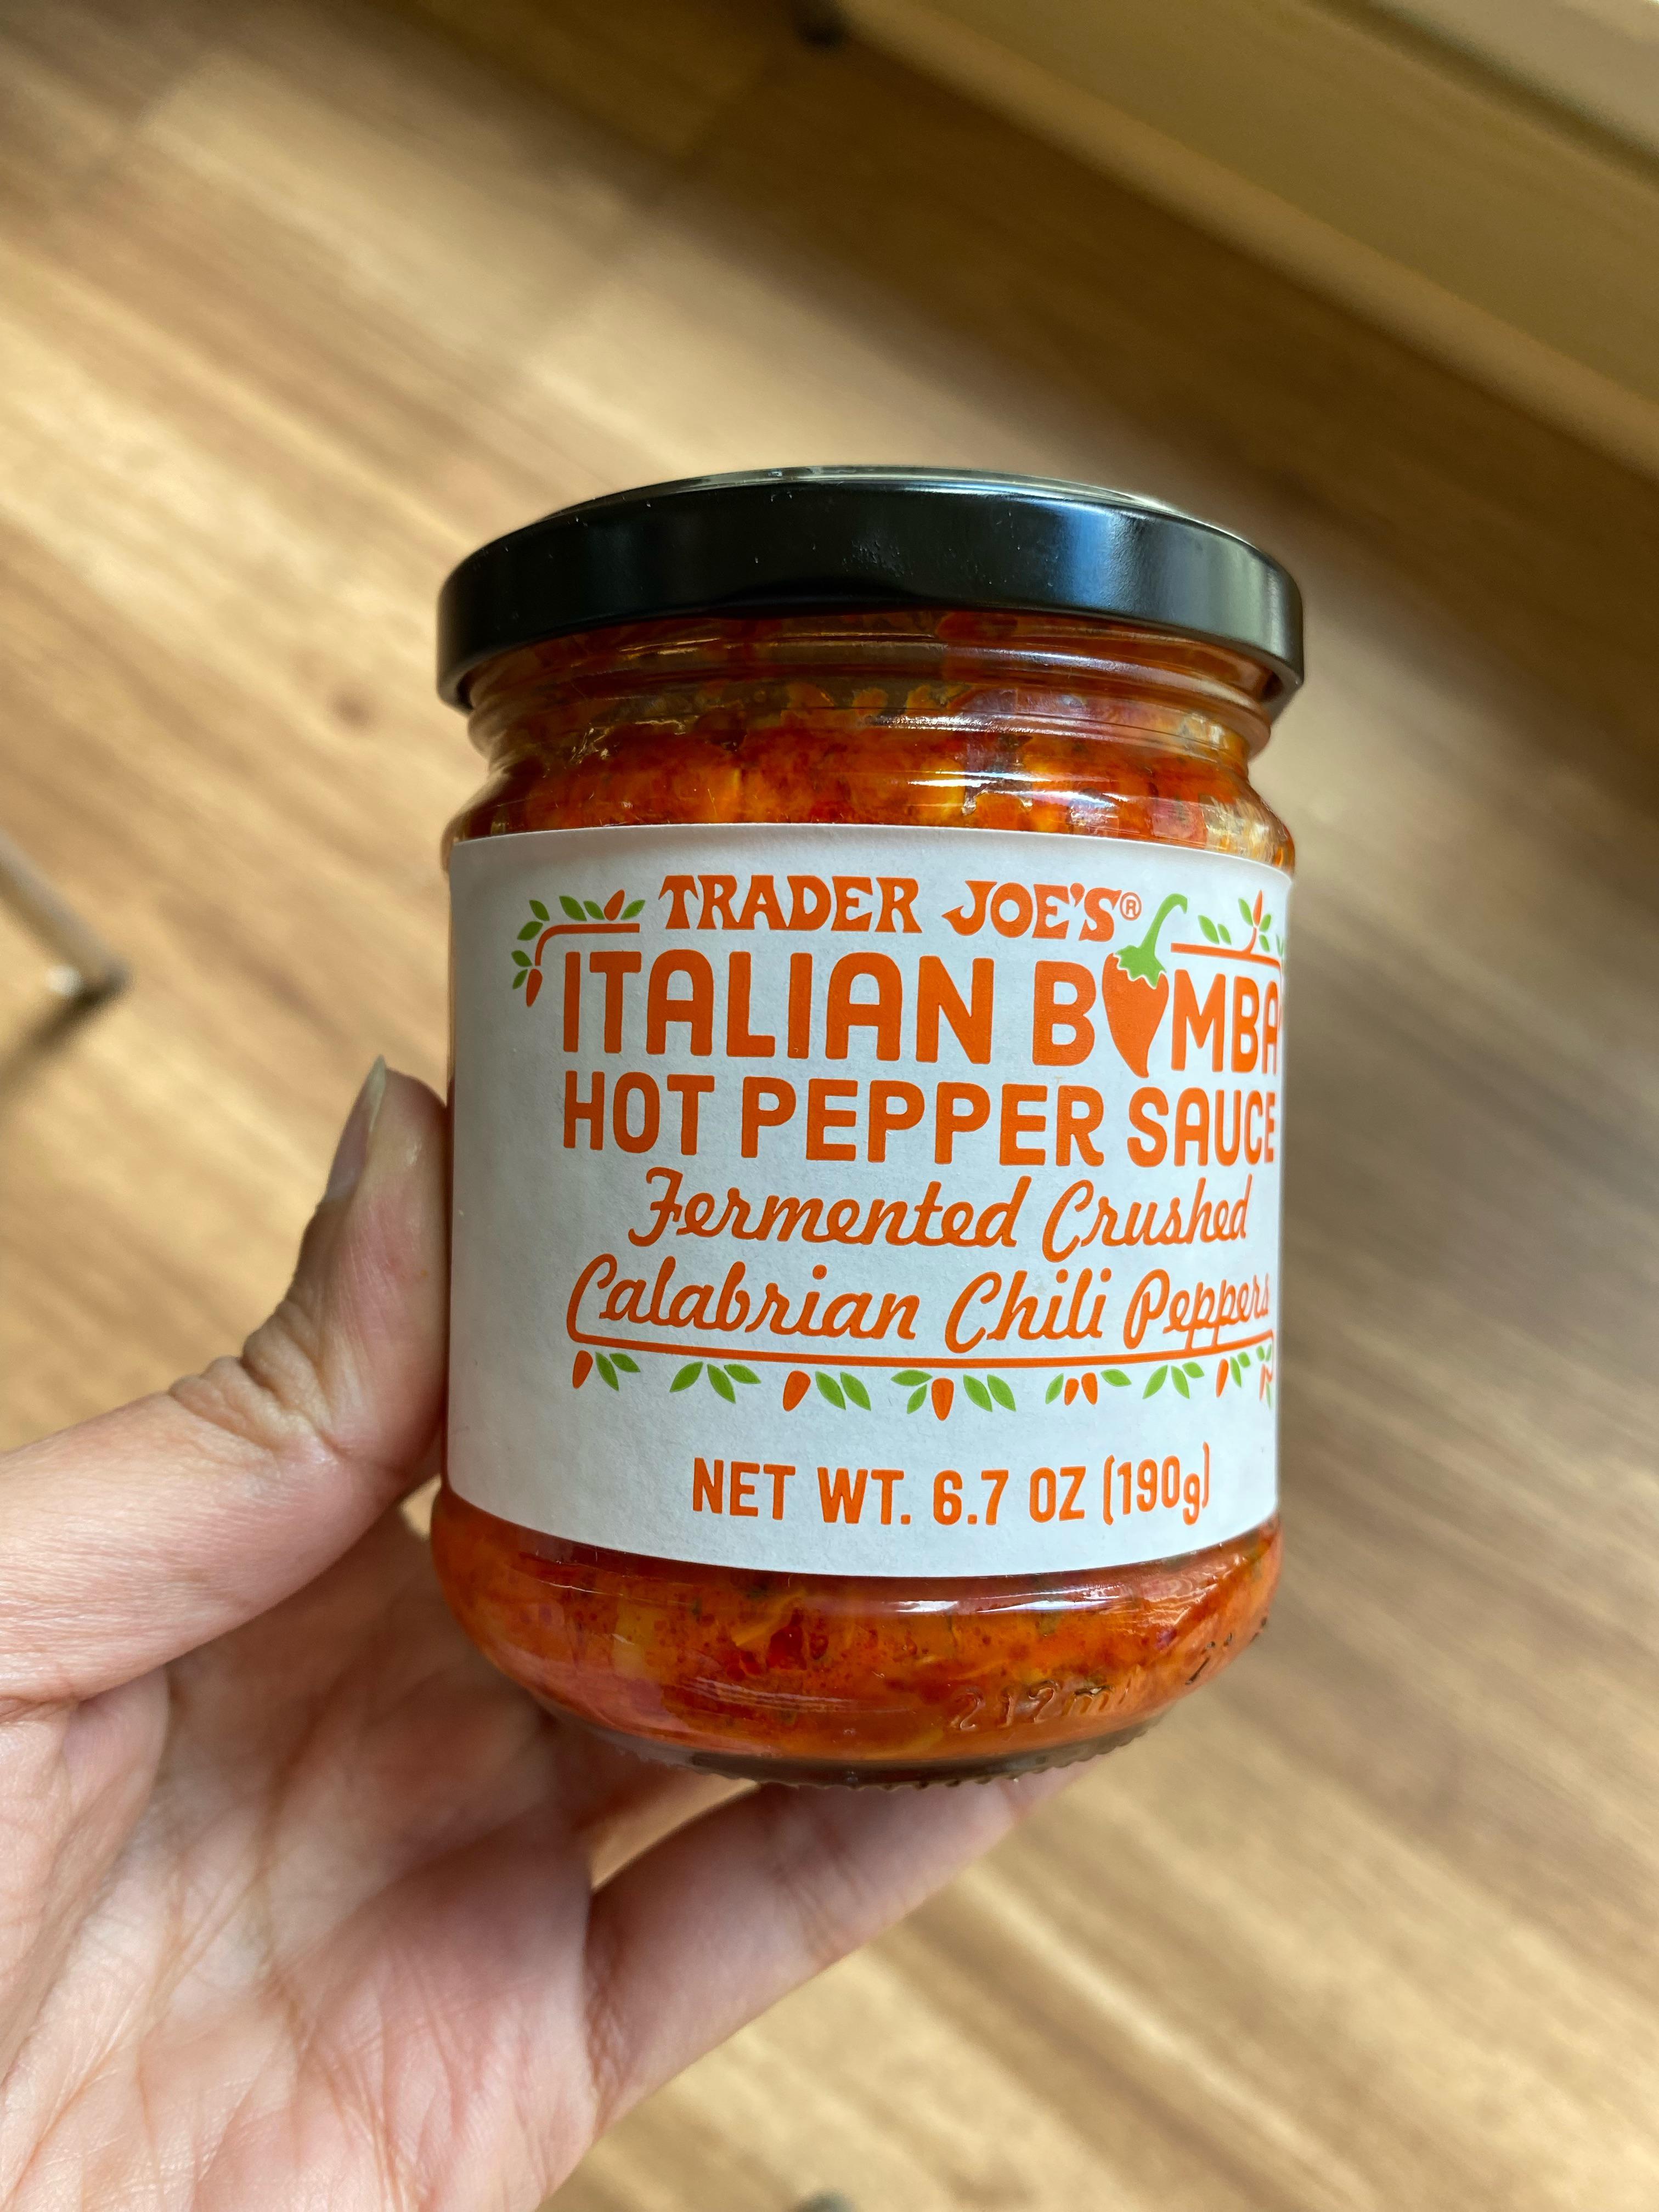 TRADER JOE'S®
ITALIAN BOMBA
HOT PEPPER SAUCE
Fermented Crushed
Calabrian Chili Peppers
NET WT. 6.7 OZ (190g)
212ml